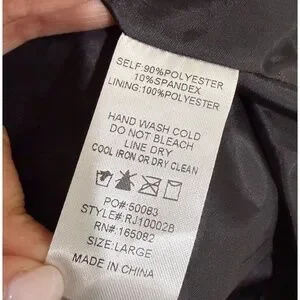 SELF:90%POLYESTER
10%SPANDEX
LINING:100%POLYESTER
HAND WASH COLD
DO NOT BLEACH
LINE DRY
COOL IRON OR DRY CLEAN
PO#:50083
STYLE#:RJ10002B
RN#:165082
SIZE:LARGE
MADE IN CHINA